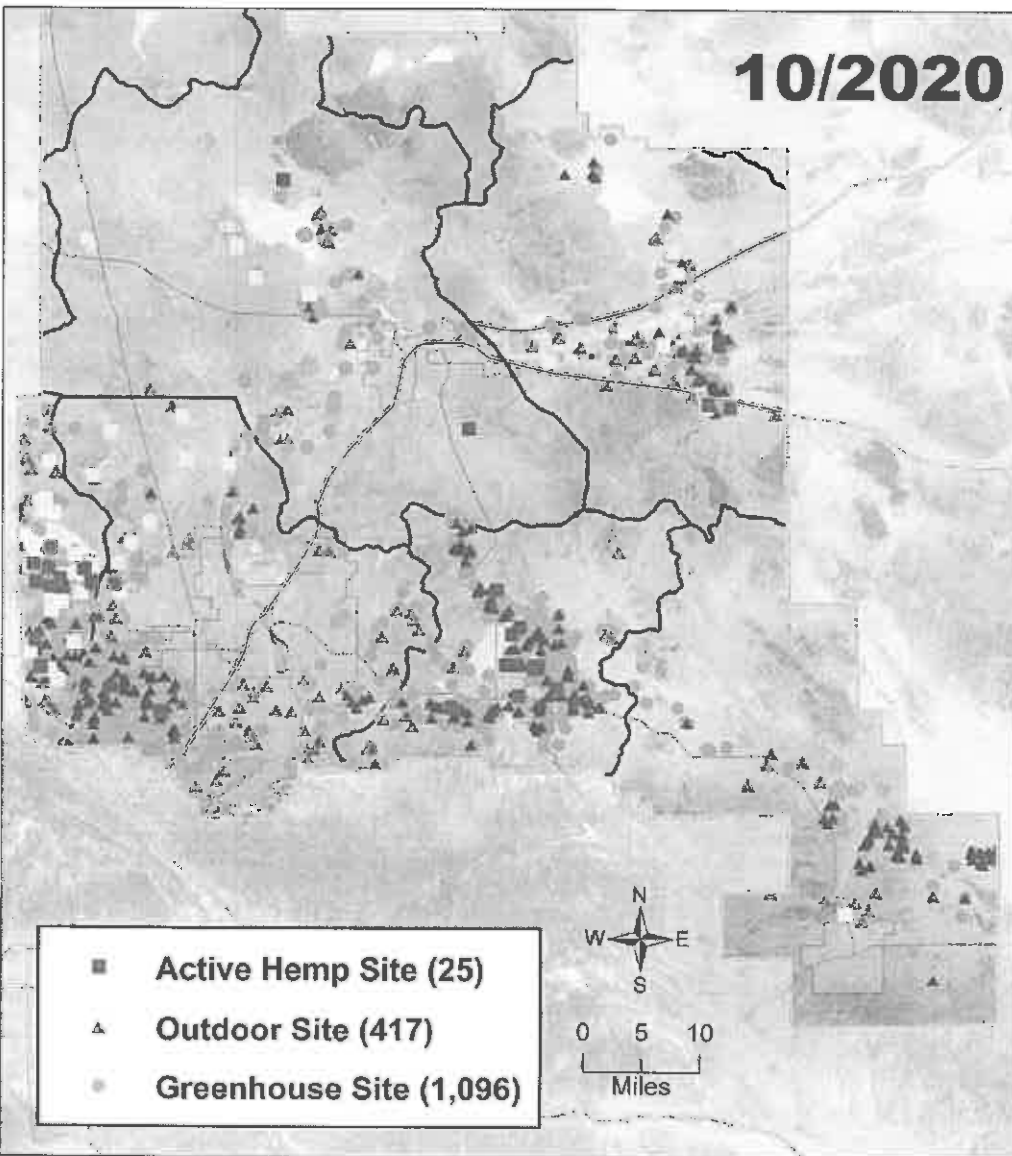 10/2020
N
W E
S
Active Hemp Site (25)
Outdoor Site (417)
Greenhouse Site (1,096)
0 5 10
Miles